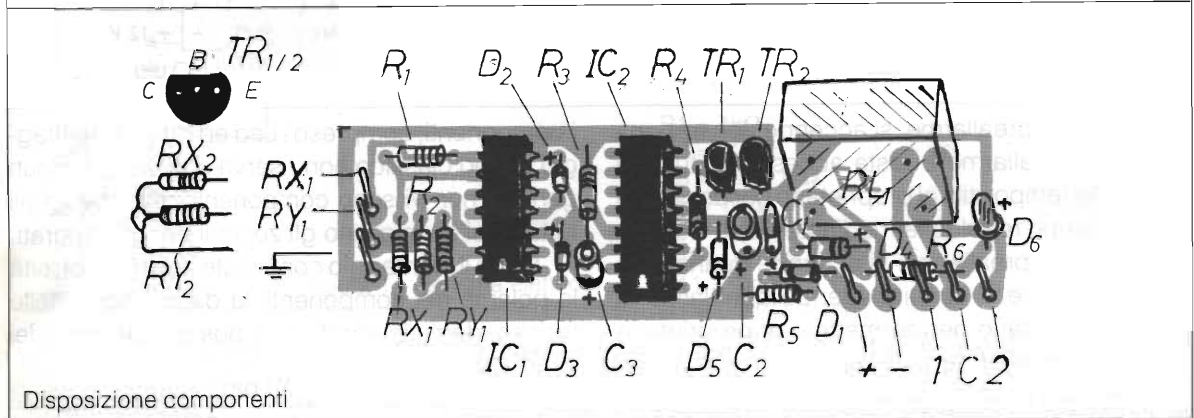 B TR1/2
C E
RX2
RY2
R1 D2 R3 IC2 R4 TR1 TR2
RX1
RY1
R2
RL1
C1
D4 R6 D6
RX1 RY1
IC1 D3 C3 D5 C2 R5 D1
+ - 1 C 2
Disposizione componenti